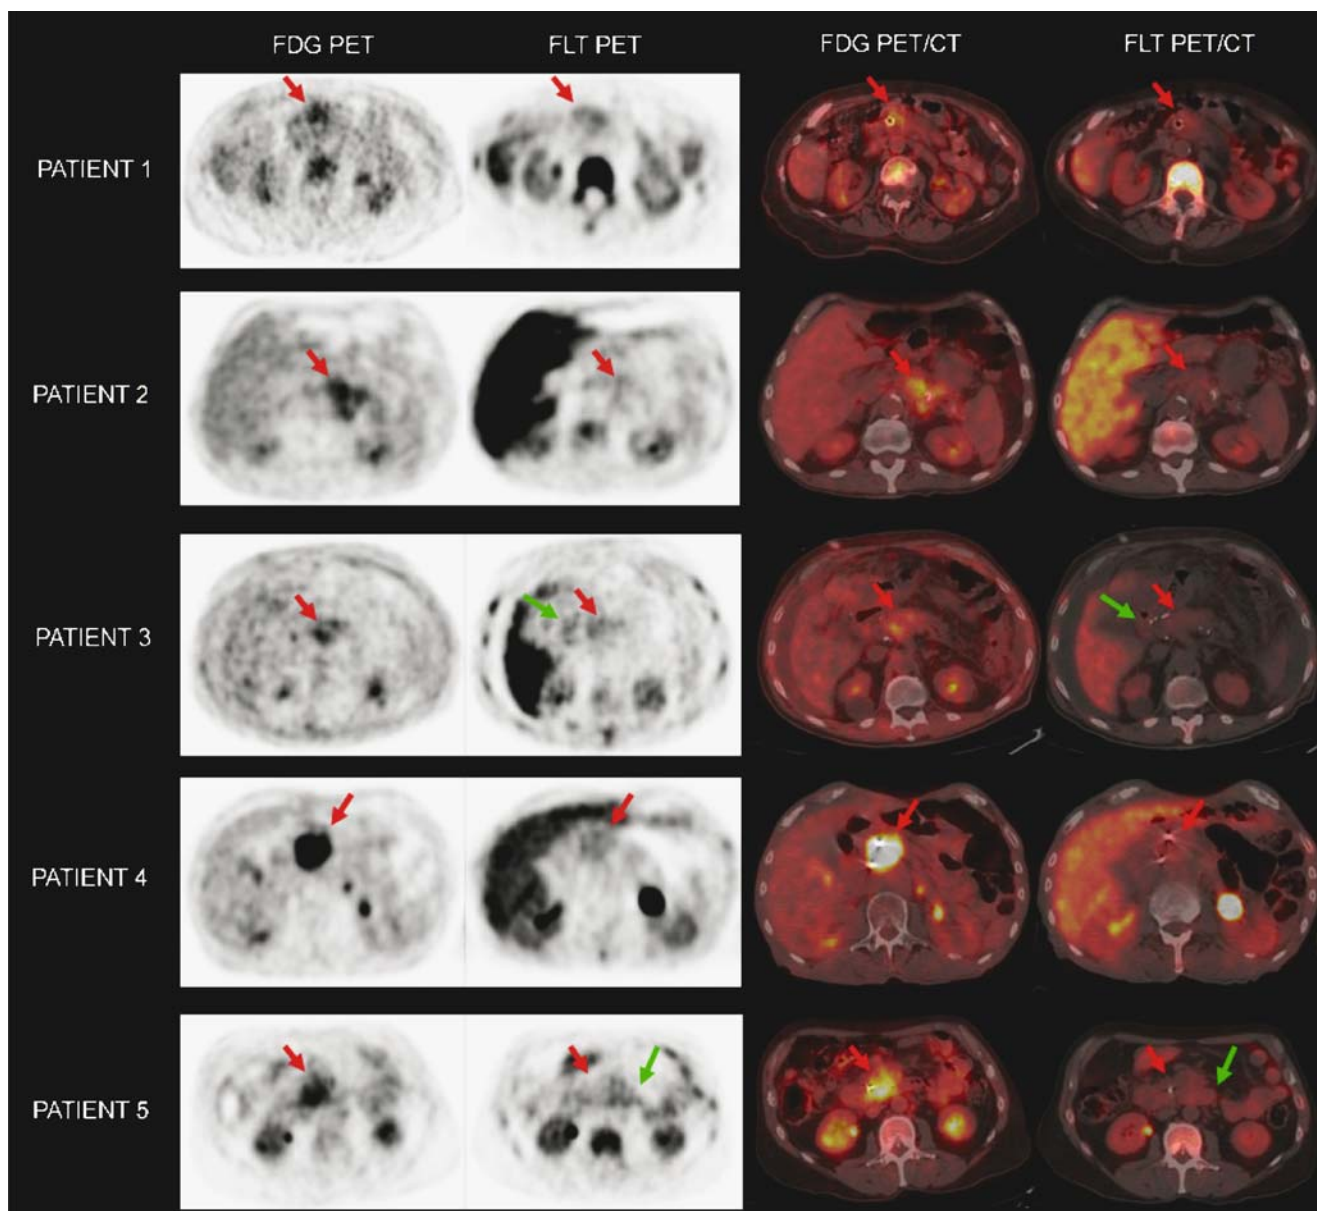 FDG PET FLT PET FDG PET/CT FLT PET/CT
PATIENT 1
PATIENT 2
PATIENT 3
PATIENT 4
PATIENT 5